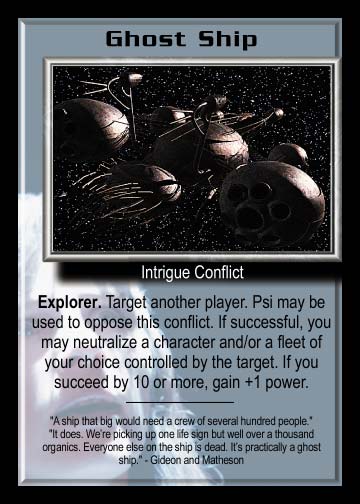 Ghost Ship
Intrigue Conflict
Explorer. Target another player. Psi may be
used to oppose this conflict. If successful, you
may neutralize a character and/or a fleet of
your choice controlled by the target. If you
succeed by 10 or more, gain +1 power.
"A ship that big would need a crew of several hundred people."
"It does. We're picking up one life sign but well over a thousand
organics. Everyone else on the ship is dead. It's practically a ghost
ship." - Gideon and Matheson